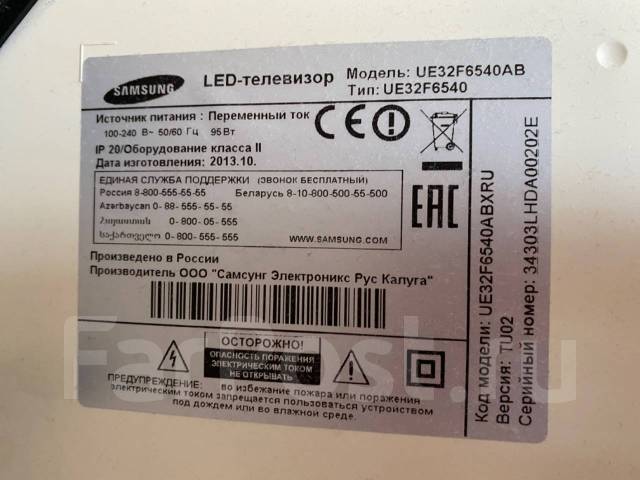 SAMSUNG
LED-телевизор
Модель: UE32F6540AB
Тип: UE32F6540
Источник питания : Переменный ток
100-240 В~ 50/60 Гц 95 Вт
IP 20/Оборудование класса II
Дата изготовления: 2013.10.
ЕДИНАЯ СЛУЖБА ПОДДЕРЖКИ (ЗВОНОК БЕСПЛАТНЫЙ)
Россия 8-800-555-55-55 Беларусь 8-10-800-500-55-500
Azərbaycan 0-88-555-55-55
Հայաստան 0-800-05-555
საქართველო 0-800-555-555 WWW.SAMSUNG.COM
CE
EAC
Произведено в России
Производитель ООО "Самсунг Электроникс Рус Калуга"
ОСТОРОЖНО!
ОПАСНОСТЬ ПОРАЖЕНИЯ
ЭЛЕКТРИЧЕСКИМ ТОКОМ
НЕ ОТКРЫВАТЬ
ПРЕДУПРЕЖДЕНИЕ: во избежание пожара или поражения
электрическим током запрещается пользоваться устройством
под дождем или во влажной среде.
Код модели: UE32F6540ABXRU
Версия: TU02
Серийный номер: 34303LHDA00202E
FarPost.ru